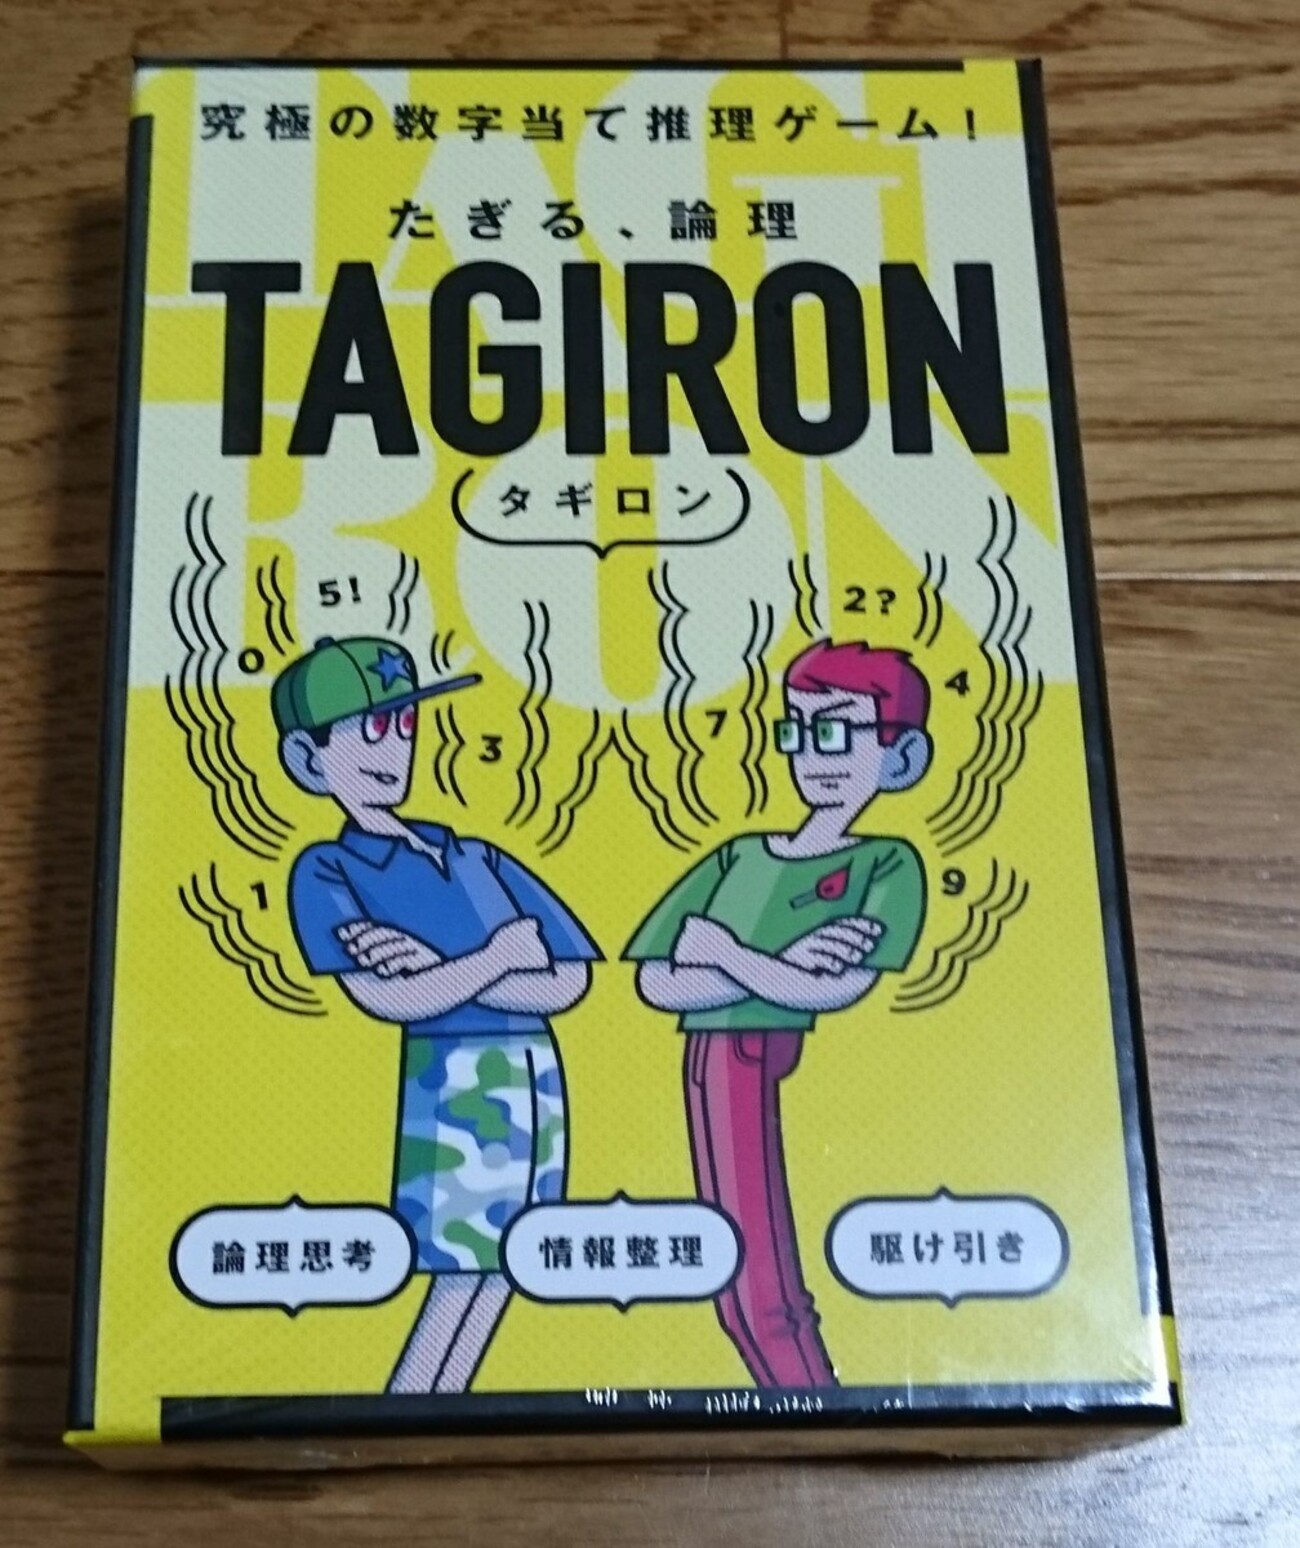 究極の数字当て推理ゲーム！
たぎる、論理
TAGIRON
タギロン
5!
2?
0
4
3
7
1
9
論理思考
情報整理
駆け引き